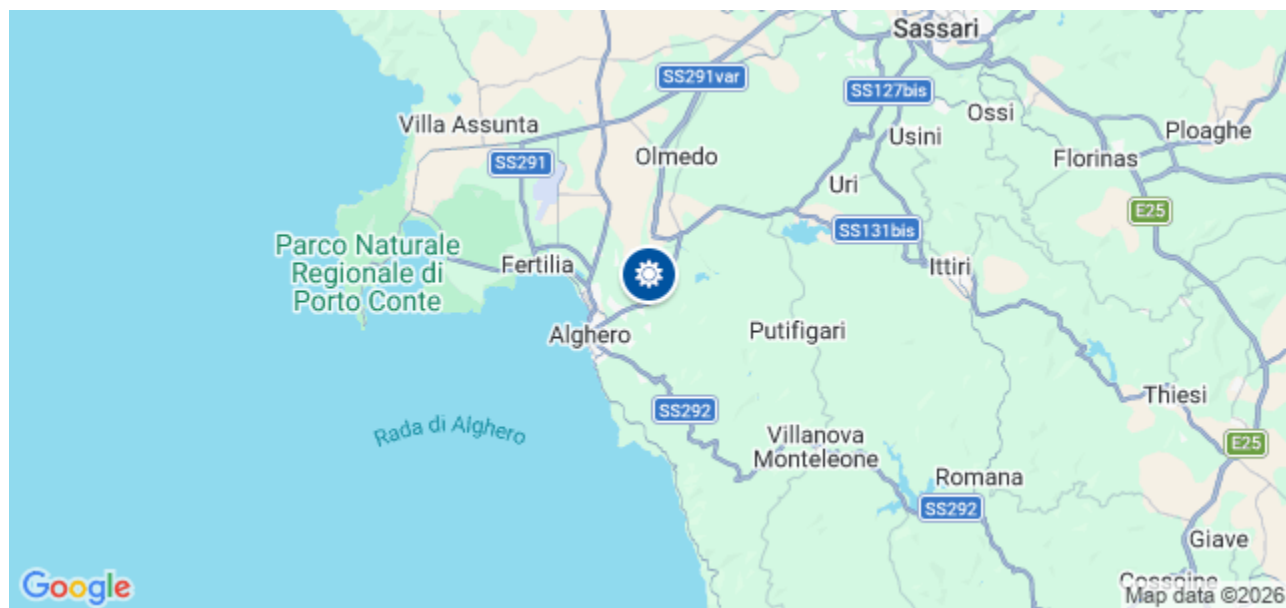 Sassari
SS291var
SS127bis
Ossi
Villa Assunta
Usini
Ploaghe
Olmedo
Florinas
SS291
Uri
E25
SS131bis
Parco Naturale
Regionale di
Porto Conte
Fertilia
Ittiri
Alghero
Putifigari
Thiesi
SS292
Rada di Alghero
Villanova
Monteleone
E25
Romana
SS292
Giave
Cossoine
Google
Map data ©2026